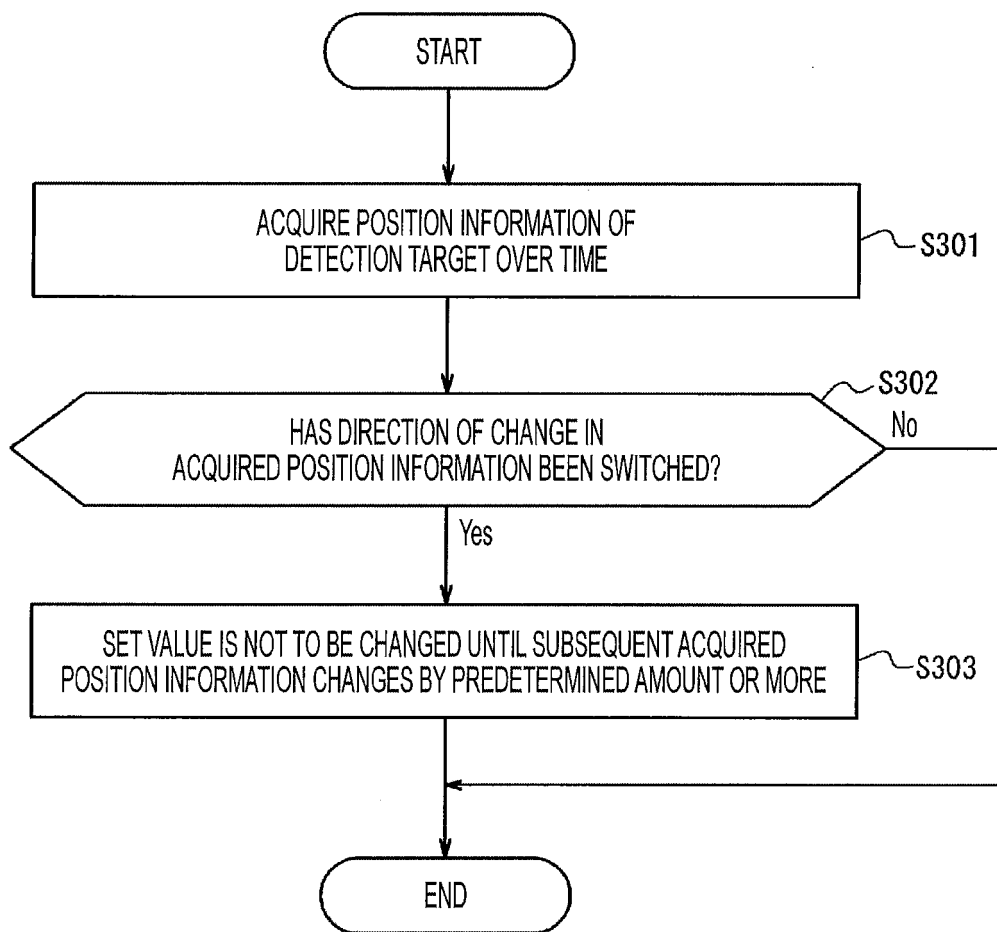 START
ACQUIRE POSITION INFORMATION OF
DETECTION TARGET OVER TIME
S301
S302
HAS DIRECTION OF CHANGE IN
ACQUIRED POSITION INFORMATION BEEN SWITCHED?
No
Yes
SET VALUE IS NOT TO BE CHANGED UNTIL SUBSEQUENT ACQUIRED
POSITION INFORMATION CHANGES BY PREDETERMINED AMOUNT OR MORE
S303
END